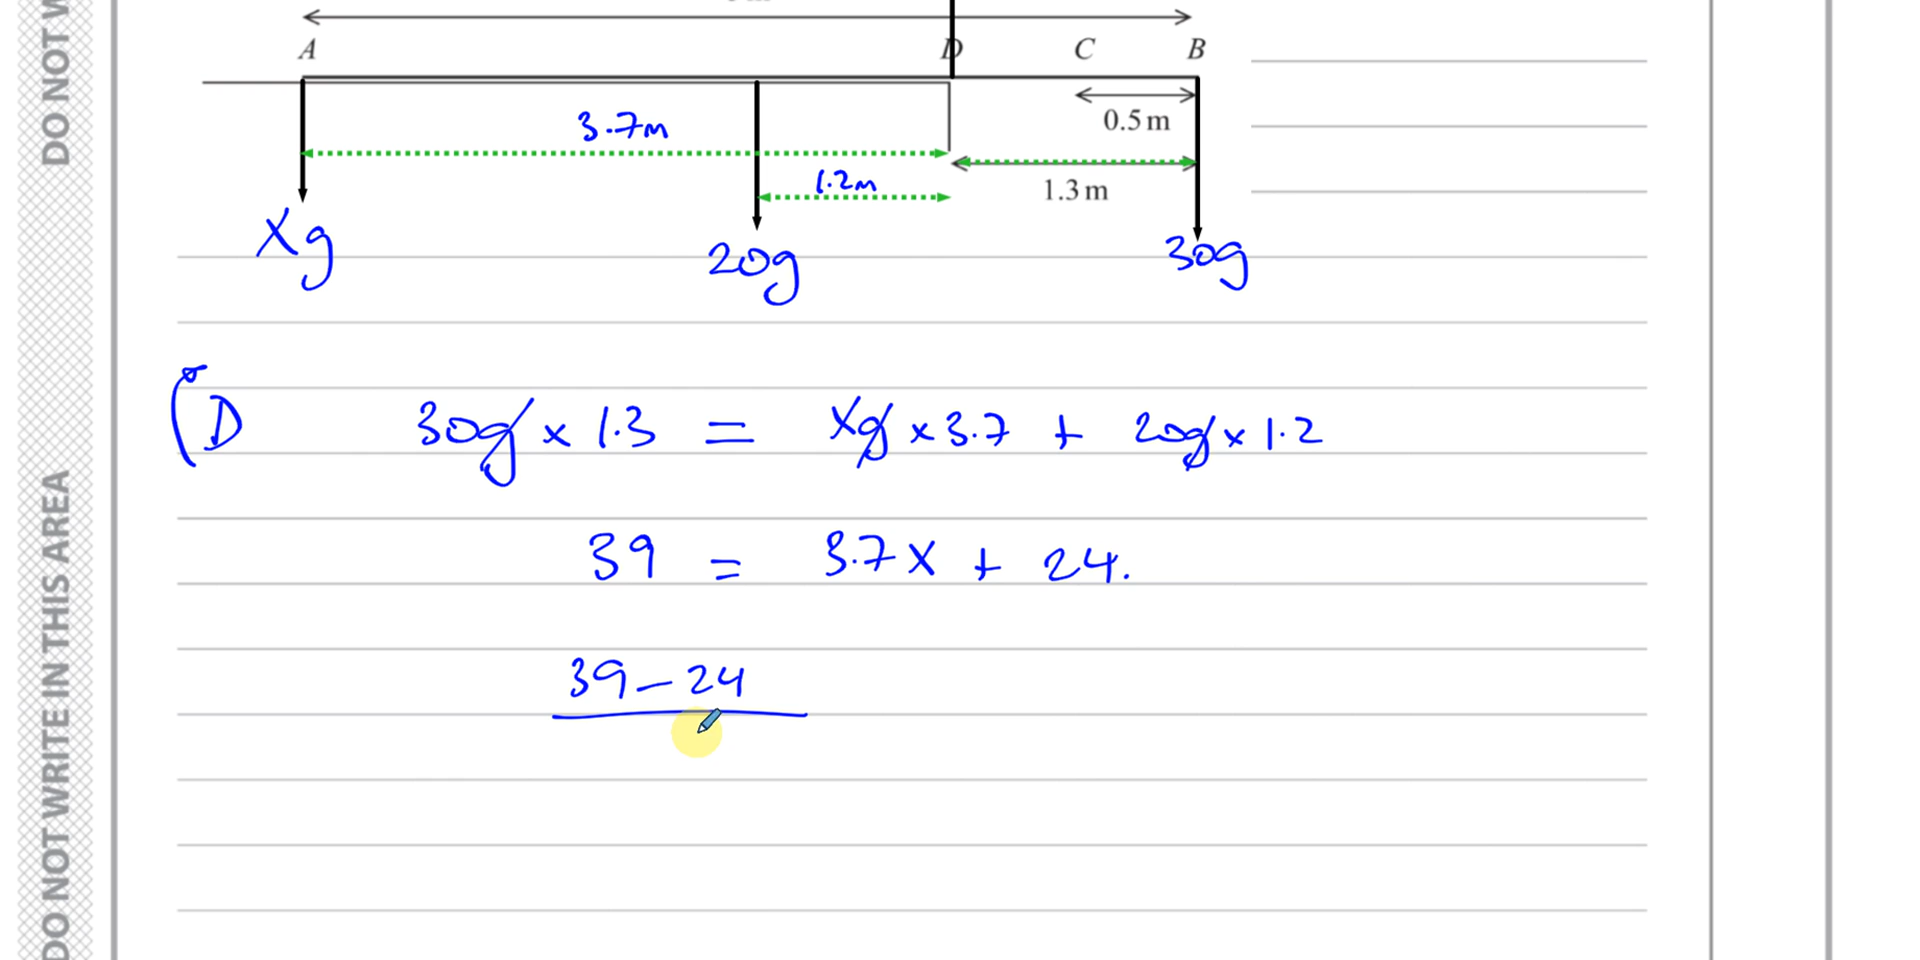 DO NOT W
A D C B
0.5 m
3.7m
1.2m 1.3 m
Xg 20g 30g
D 30g × 1.3 = Xg × 3.7 + 20g × 1.2
39 = 3.7X + 24.
39 - 24
DO NOT WRITE IN THIS AREA